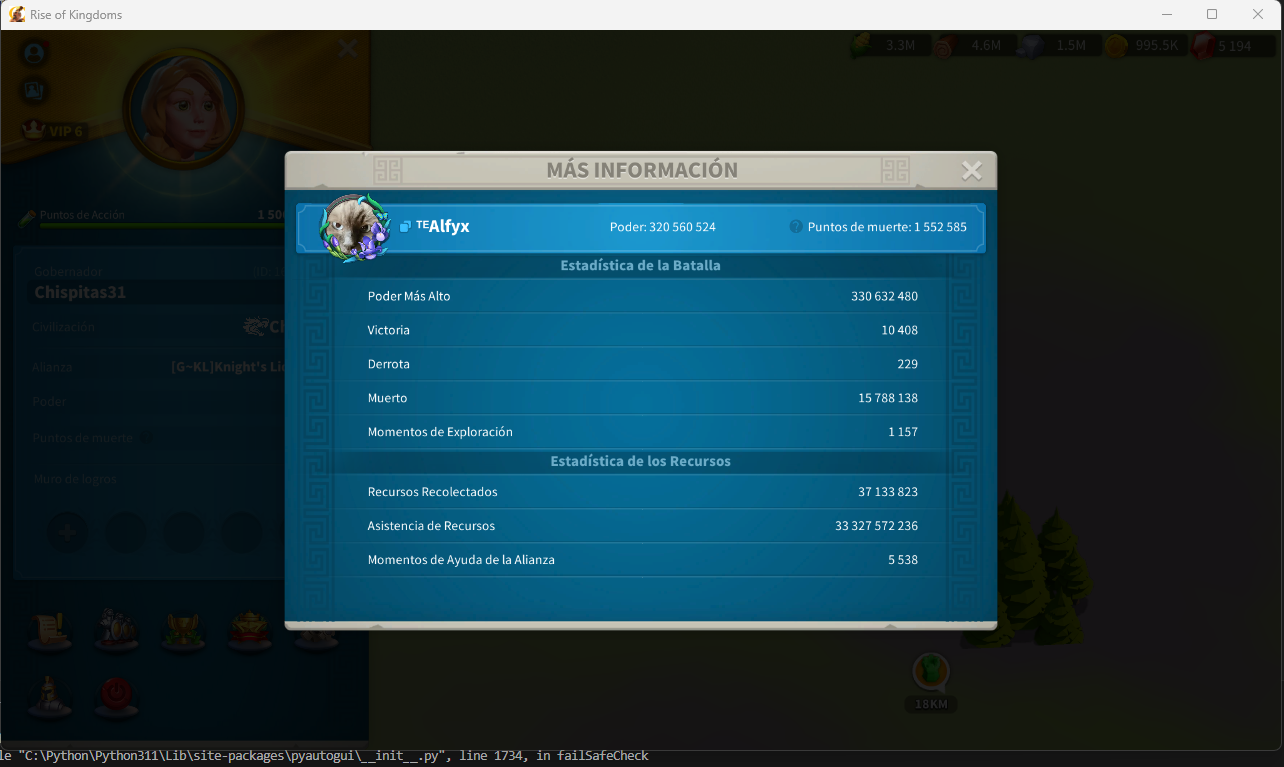 Rise of Kingdoms
3.3M 4.6M 1.5M 995.5K 5 194
VIP 6
MÁS INFORMACIÓN
ᵀᴱAlfyx Poder: 320 560 524 ? Puntos de muerte: 1 552 585
Puntos de Acción
Estadística de la Batalla
Gobernador
Chispitas31
Poder Más Alto 330 632 480
Civilización
Victoria 10 408
Alianza [G~KL]Knight's
Derrota 229
Poder
Muerto 15 788 138
Puntos de muerte
Momentos de Exploración 1 157
Estadística de los Recursos
Muro de logros
Recursos Recolectados 37 133 823
Asistencia de Recursos 33 327 572 236
Momentos de Ayuda de la Alianza 5 538
18KM
le "C:\Python\Python311\Lib\site-packages\pyautogui\__init__.py", line 1734, in failSafeCheck